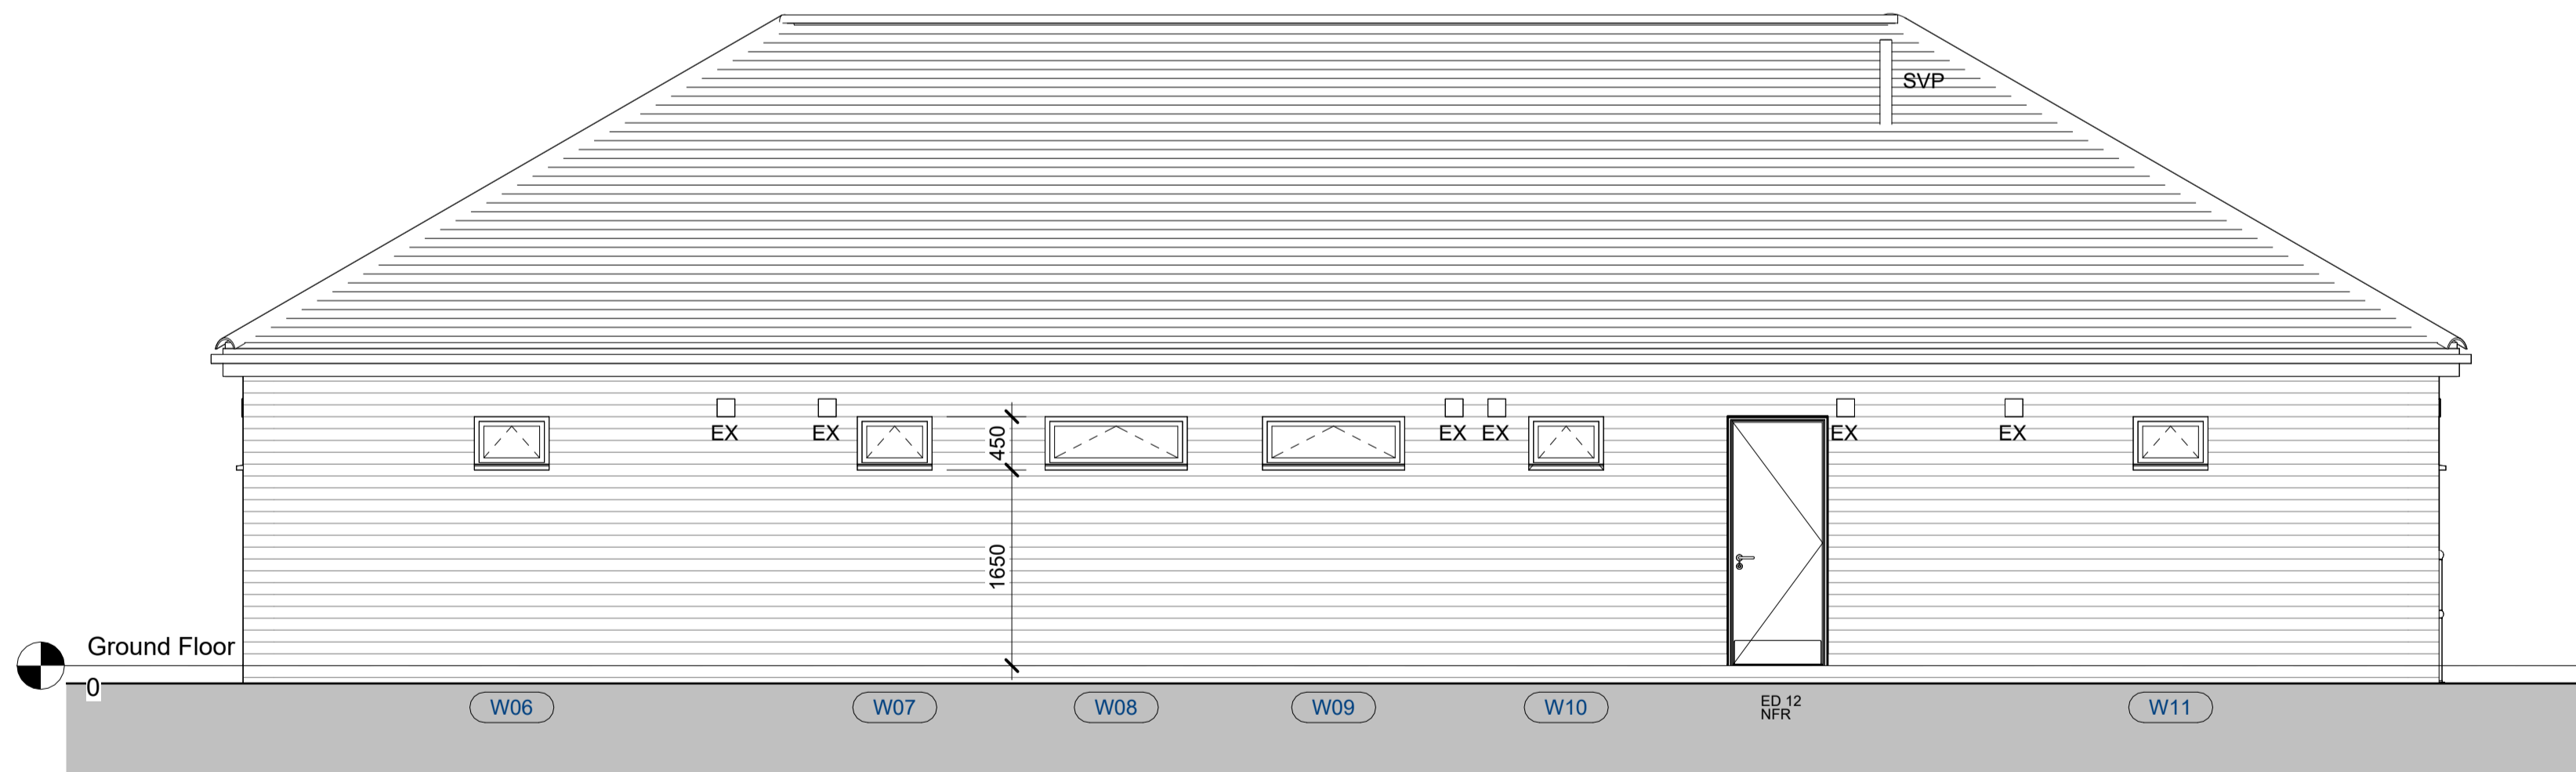 SVP
EX
EX
EX
EX
EX
EX
450
1650
Ground Floor
0
W06
W07
W08
W09
W10
ED 12
NFR
W11